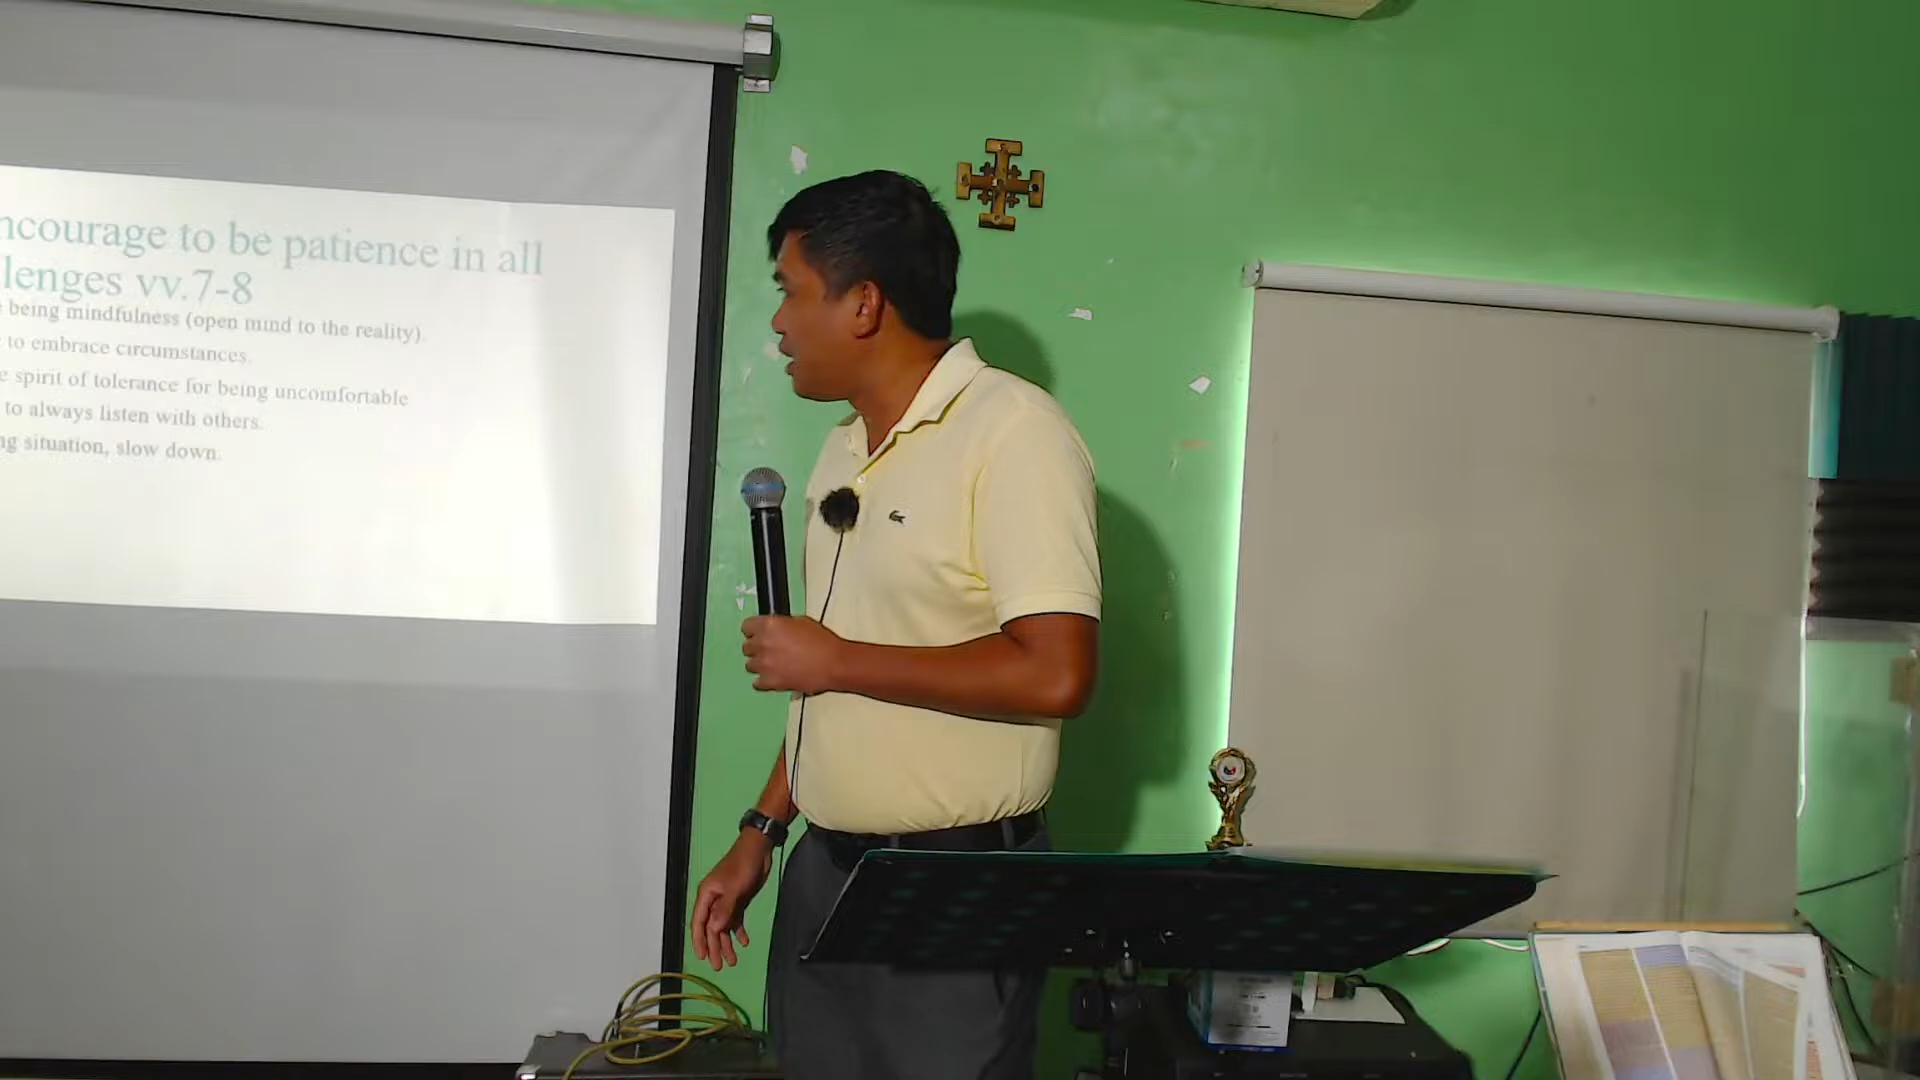 ncourage to be patience in all
lenges vv.7-8
being mindfulness (open mind to the reality).
to embrace circumstances.
e spirit of tolerance for being uncomfortable
to always listen with others.
ng situation, slow down.